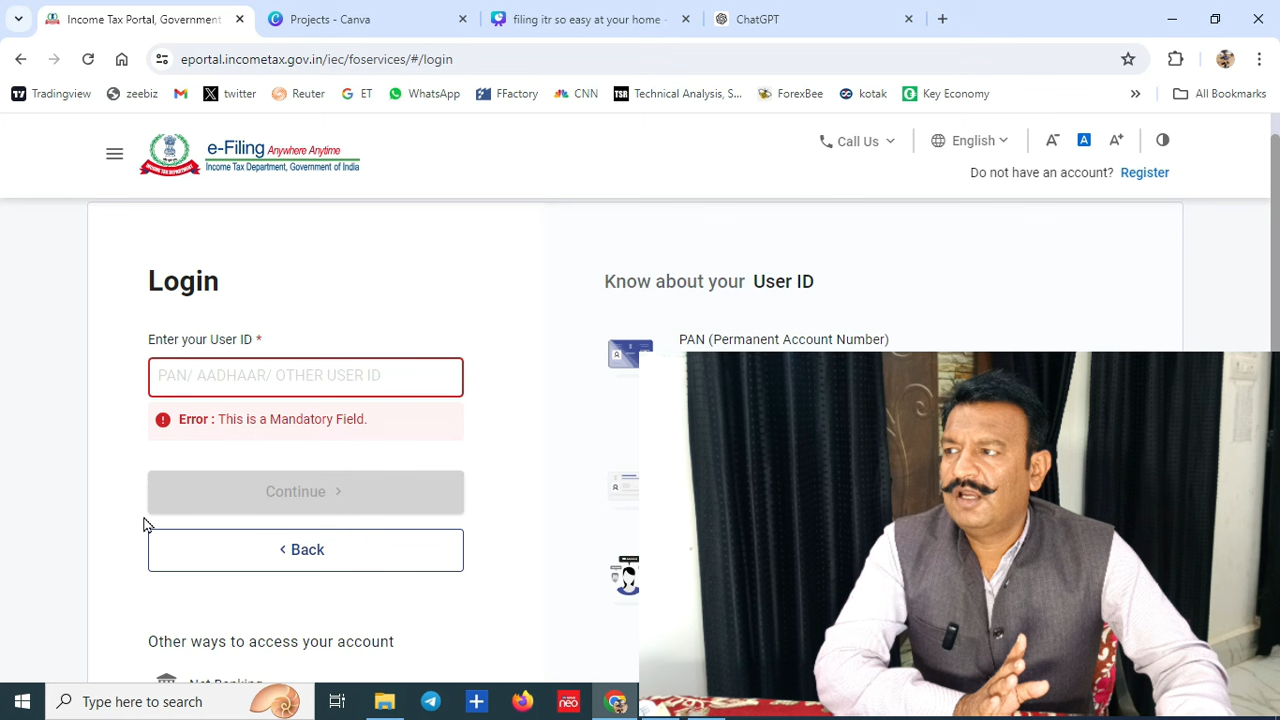 Income Tax Portal, Government
Projects - Canva
filing itr so easy at your home -
ChatGPT
eportal.incometax.gov.in/iec/foservices/#/login
Tradingview
zeebiz
twitter
Reuter
ET
WhatsApp
FFactory
CNN
TSR
Technical Analysis, S...
ForexBee
kotak
Key Economy
All Bookmarks
e-Filing Anywhere Anytime
Income Tax Department, Government of India
Call Us
English
A-
A
A+
Do not have an account? Register
Login
Know about your User ID
Enter your User ID *
PAN (Permanent Account Number)
PAN/ AADHAAR/ OTHER USER ID
Error : This is a Mandatory Field.
Continue
Back
Other ways to access your account
Net Banking
Type here to search
neo